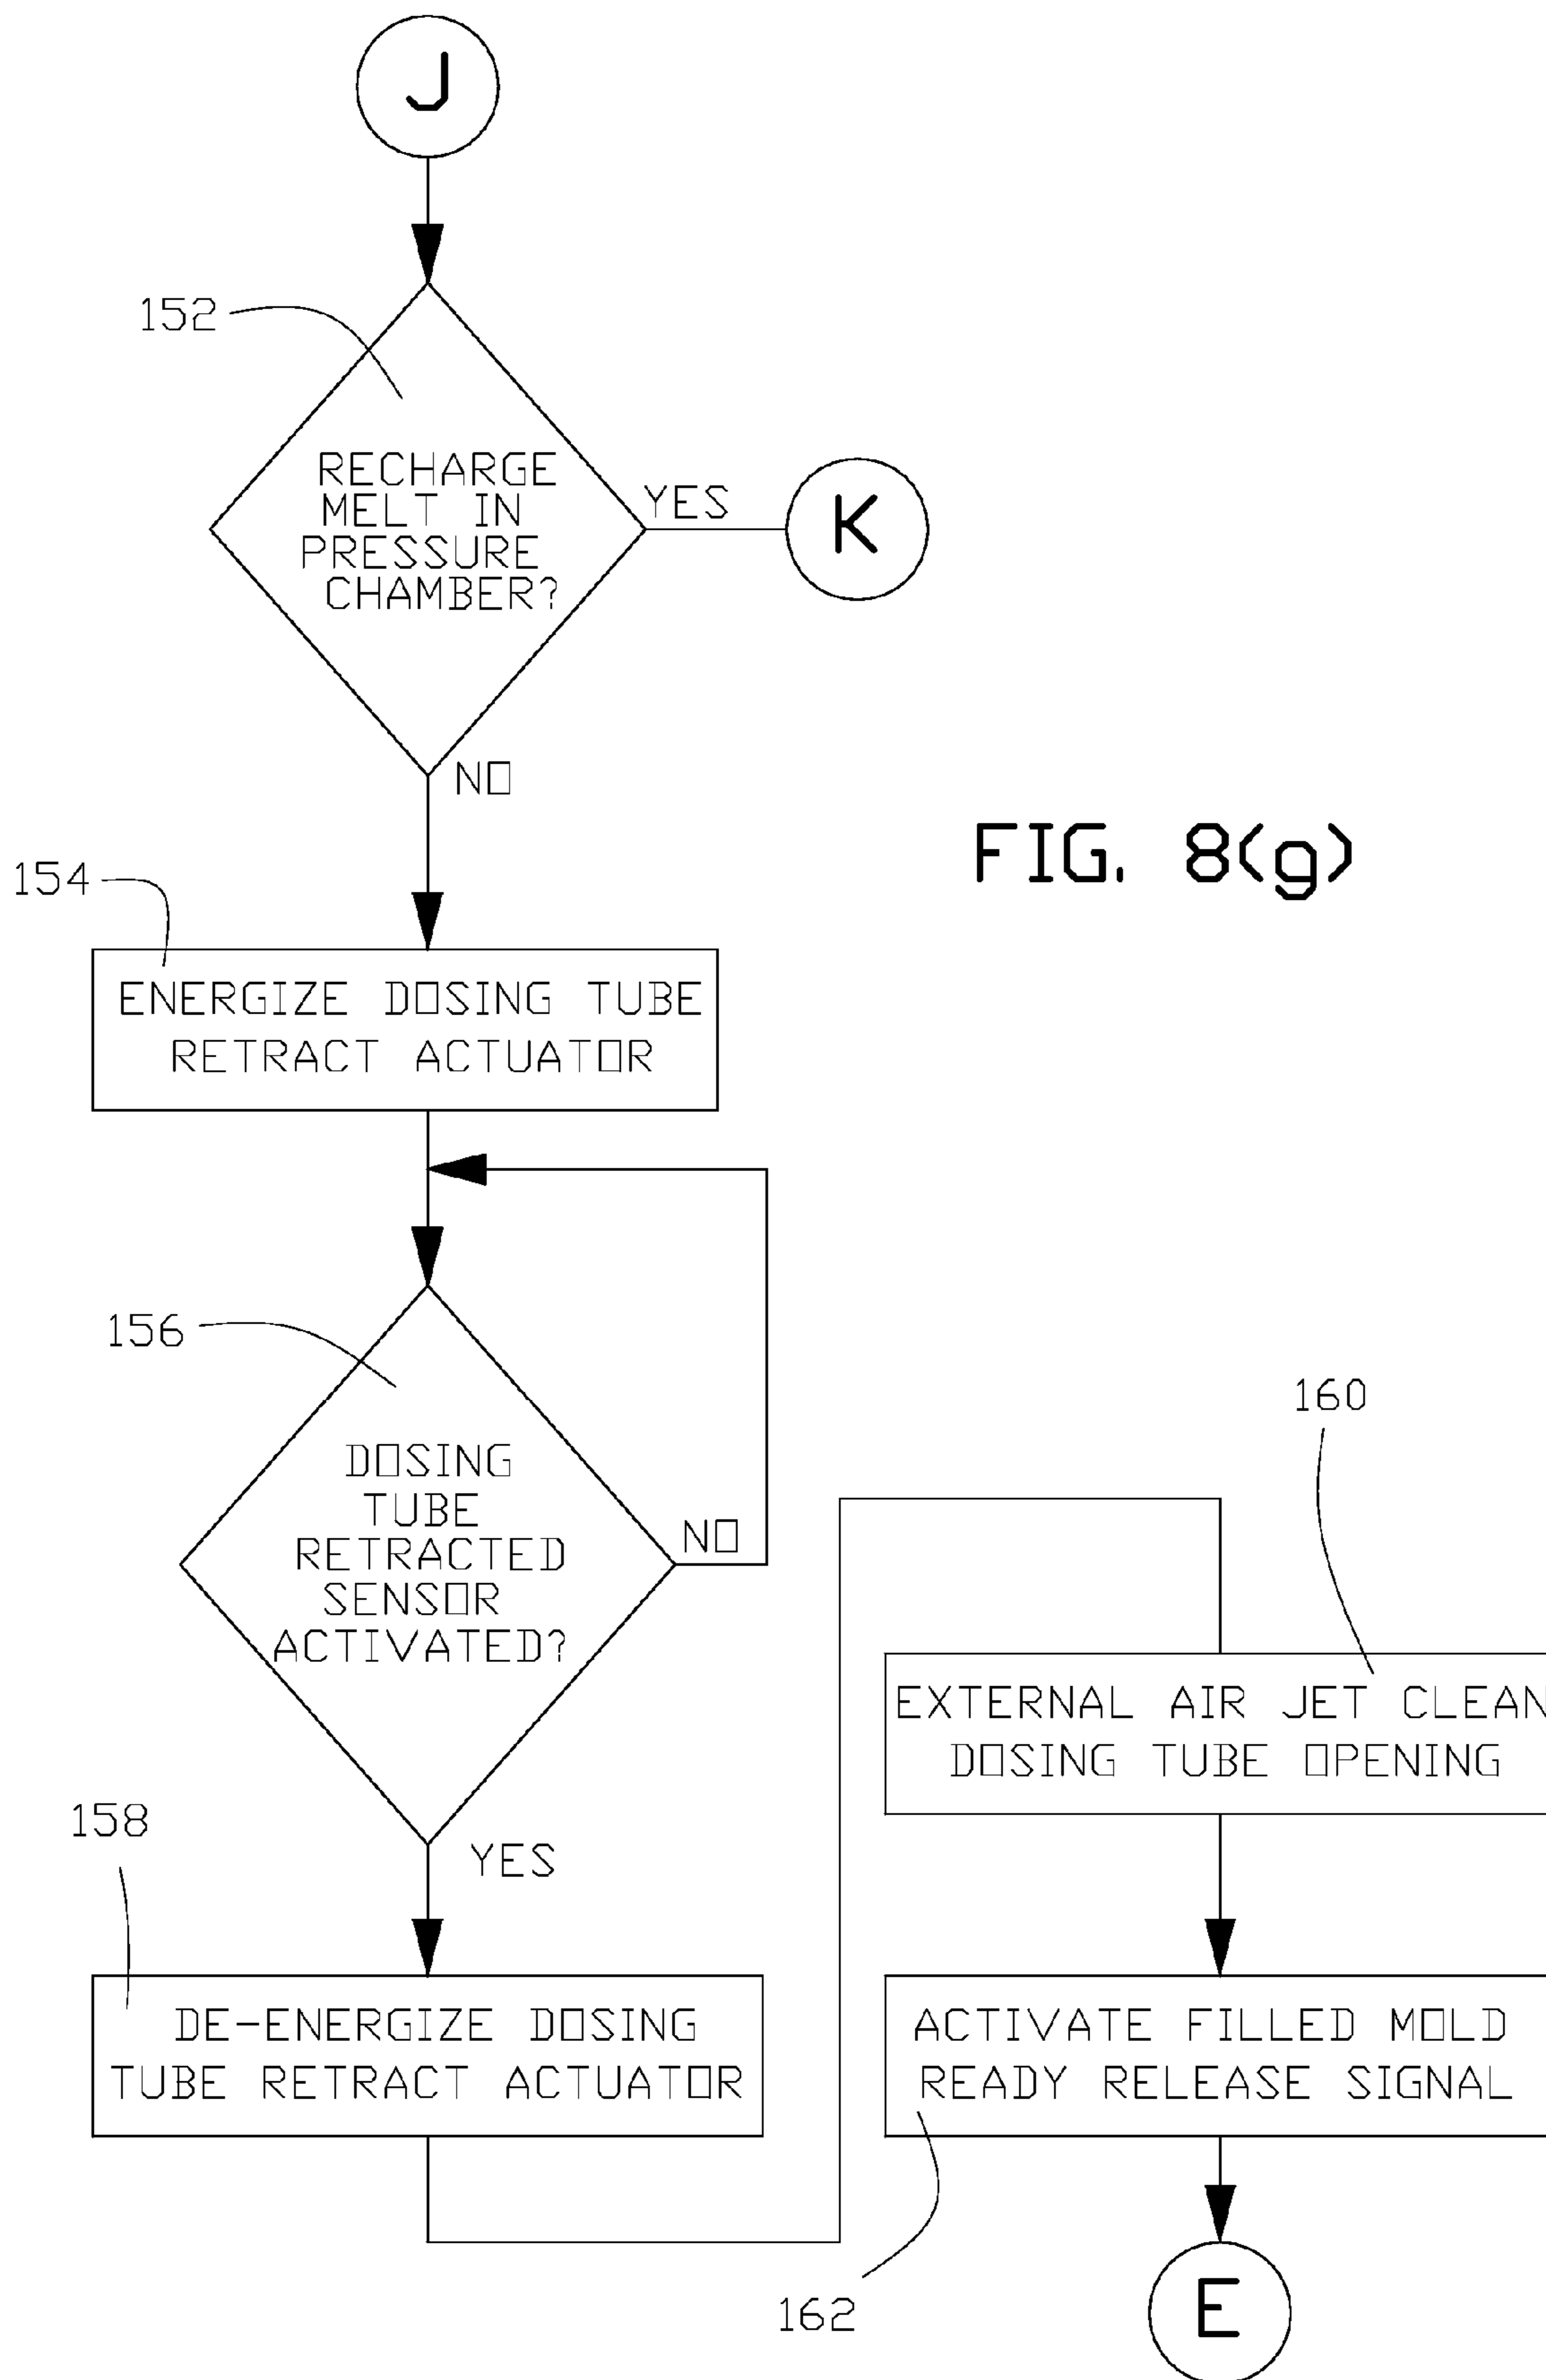 J
152
RECHARGE
MELT IN
PRESSURE
CHAMBER?
YES
K
NO
FIG. 8(g)
154
ENERGIZE DOSING TUBE
RETRACT ACTUATOR
156
DOSING
TUBE
RETRACTED
SENSOR
ACTIVATED?
NO
YES
158
DE-ENERGIZE DOSING
TUBE RETRACT ACTUATOR
160
EXTERNAL AIR JET CLEAN
DOSING TUBE OPENING
ACTIVATE FILLED MOLD
READY RELEASE SIGNAL
162
E